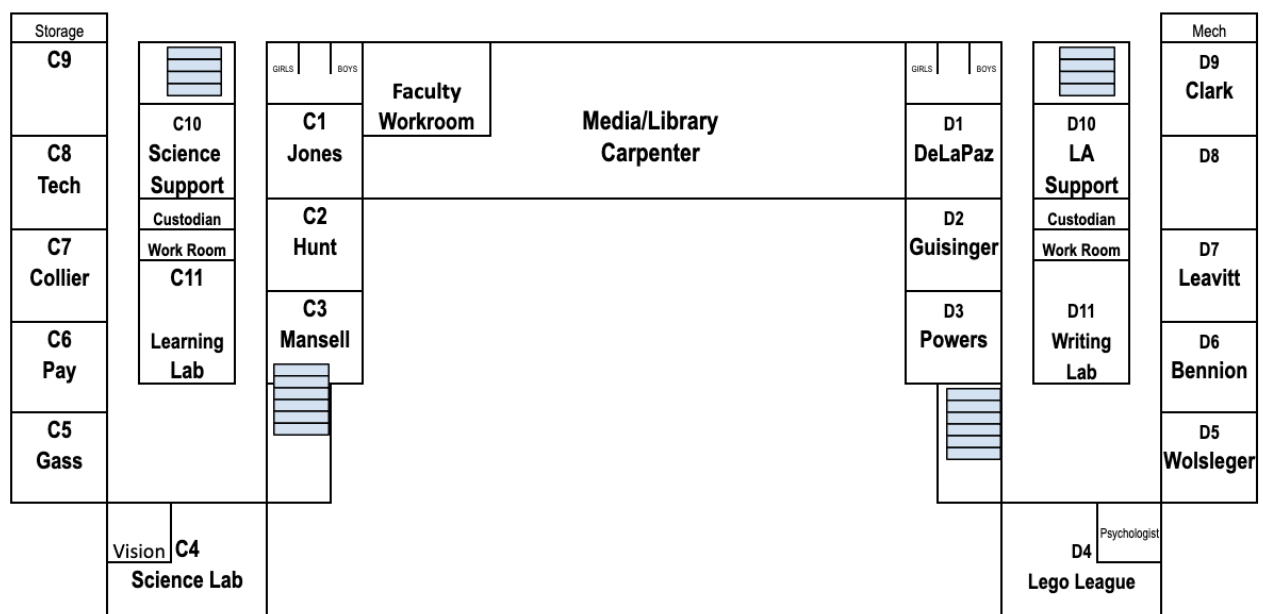 Storage
C9
C8
Tech
C7
Collier
C6
Pay
C5
Gass
C10
Science
Support
Custodian
Work Room
C11
Learning
Lab
GIRLS
BOYS
C1
Jones
C2
Hunt
C3
Mansell
Vision
C4
Science Lab
Faculty
Workroom
Media/Library
Carpenter
GIRLS
BOYS
D1
DeLaPaz
D2
Guisinger
D3
Powers
D10
LA
Support
Custodian
Work Room
D11
Writing
Lab
Mech
D9
Clark
D8
D7
Leavitt
D6
Bennion
D5
Wolsleger
Psychologist
D4
Lego League